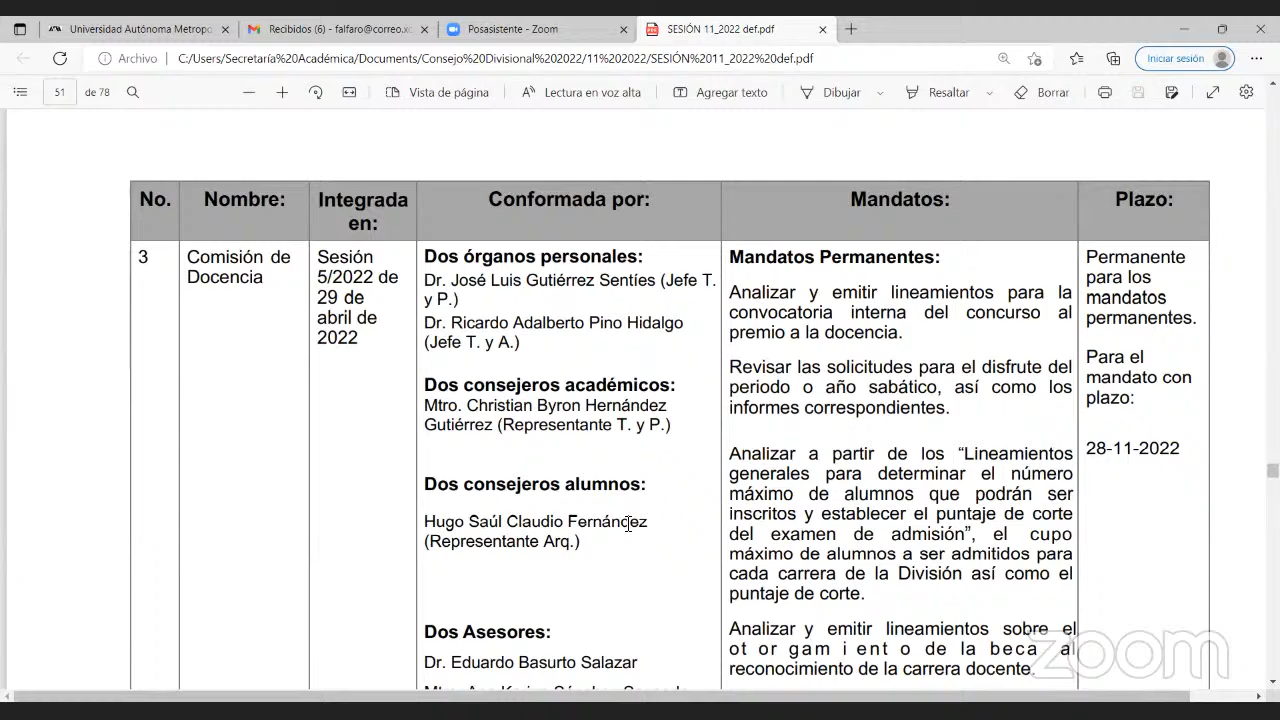 Universidad Autónoma Metropo
Recibidos (6) - falfaro@correo.xc
Posasistente - Zoom
SESIÓN 11_2022 def.pdf
Archivo
C:/Users/Secretaría%20Académica/Documents/Consejo%20Divisional%202022/11%202022/SESIÓN%2011_2022%20def.pdf
Iniciar sesión
51 de 78
Vista de página
Lectura en voz alta
Agregar texto
Dibujar
Resaltar
Borrar
No.
Nombre:
Integrada
en:
Conformada por:
Mandatos:
Plazo:
3
Comisión de
Docencia
Sesión
5/2022 de
29 de
abril de
2022
Dos órganos personales:
Dr. José Luis Gutiérrez Sentíes (Jefe T.
y P.)
Dr. Ricardo Adalberto Pino Hidalgo
(Jefe T. y A.)
Dos consejeros académicos:
Mtro. Christian Byron Hernández
Gutiérrez (Representante T. y P.)
Dos consejeros alumnos:
Hugo Saúl Claudio Fernández
(Representante Arq.)
Dos Asesores:
Dr. Eduardo Basurto Salazar
Mandatos Permanentes:
Analizar y emitir lineamientos para la
convocatoria interna del concurso al
premio a la docencia.
Revisar las solicitudes para el disfrute del
periodo o año sabático, así como los
informes correspondientes.
Analizar a partir de los “Lineamientos
generales para determinar el número
máximo de alumnos que podrán ser
inscritos y establecer el puntaje de corte
del examen de admisión”, el cupo
máximo de alumnos a ser admitidos para
cada carrera de la División así como el
puntaje de corte.
Analizar y emitir lineamientos sobre el
ot or gam i ent o de la beca al
reconocimiento de la carrera docente.
Permanente
para los
mandatos
permanentes.
Para el
mandato con
plazo:
28-11-2022
zoom